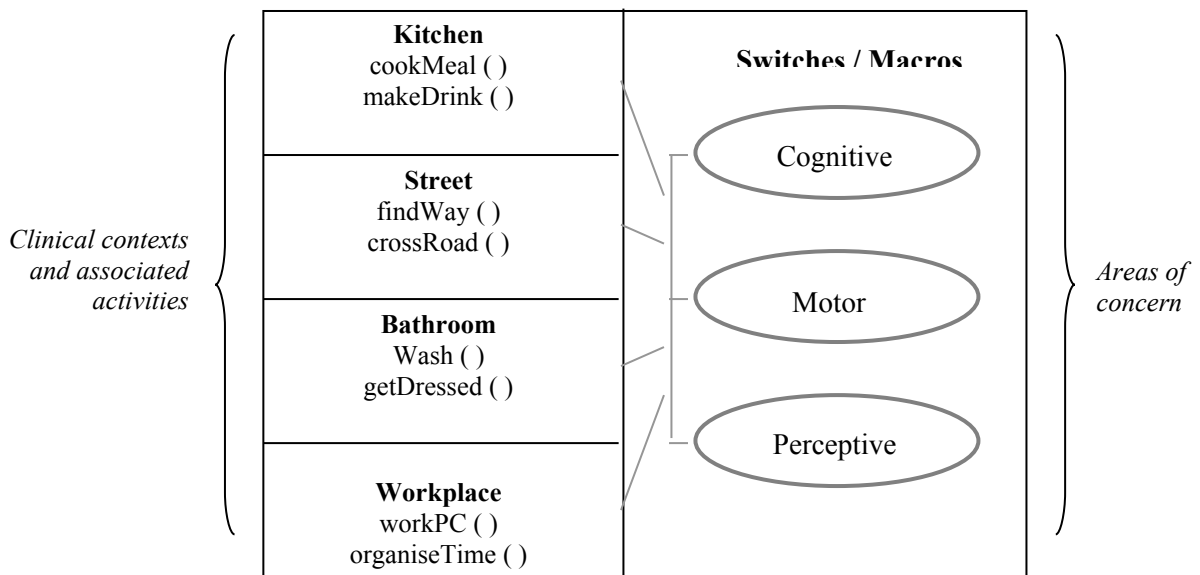 Kitchen
cookMeal ( )
makeDrink ( )
Street
findWay ( )
crossRoad ( )
Bathroom
Wash ( )
getDressed ( )
Workplace
workPC ( )
organiseTime ( )
Clinical contexts
and associated
activities
Switches / Macros
Cognitive
Motor
Perceptive
Areas of
concern